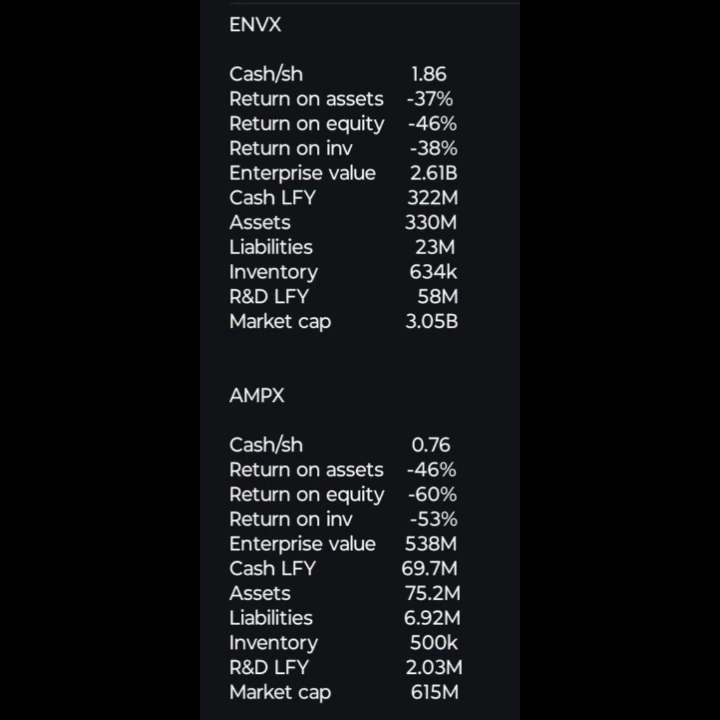 ENVX
Cash/sh 1.86
Return on assets -37%
Return on equity -46%
Return on inv -38%
Enterprise value 2.61B
Cash LFY 322M
Assets 330M
Liabilities 23M
Inventory 634k
R&D LFY 58M
Market cap 3.05B
AMPX
Cash/sh 0.76
Return on assets -46%
Return on equity -60%
Return on inv -53%
Enterprise value 538M
Cash LFY 69.7M
Assets 75.2M
Liabilities 6.92M
Inventory 500k
R&D LFY 2.03M
Market cap 615M